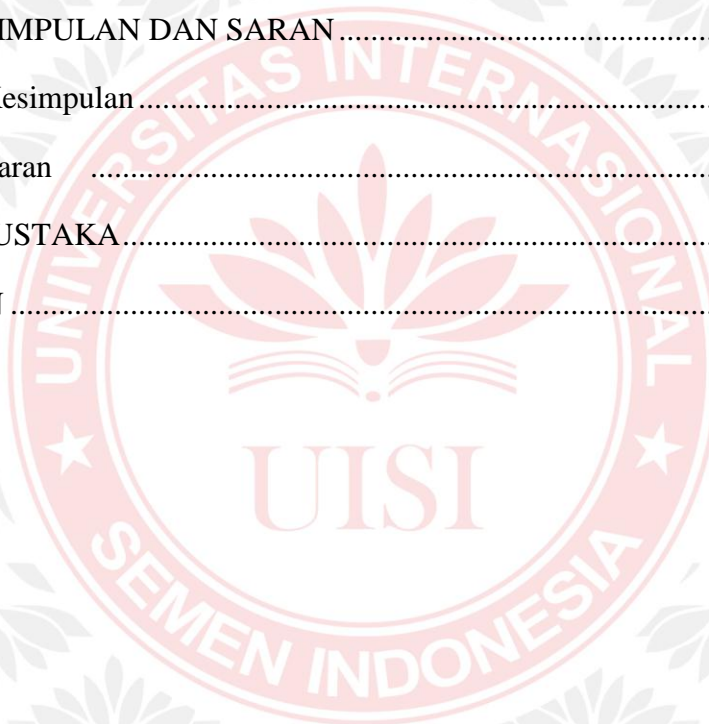 IMPULAN DAN SARAN..........................................................
esimpulan..........................................................................................
aran ..........................................................................................
USTAKA..........................................................................................
..........................................................................................
UNIVERSITAS INTERNASIONAL
UISI
SEMEN INDONESIA